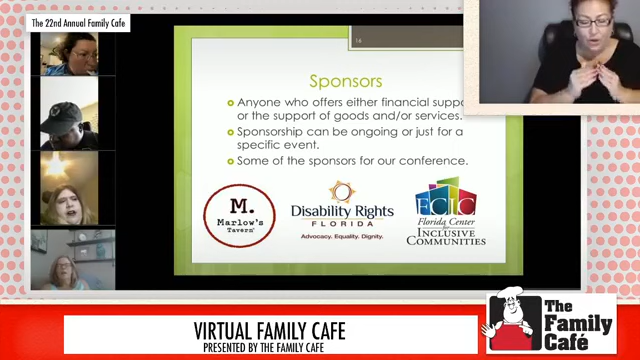 The 22nd Annual Family Cafe
16
Sponsors
Anyone who offers either financial suppo
or the support of goods and/or services.
Sponsorship can be ongoing or just for a
specific event.
Some of the sponsors for our conference.
M.
MARLOW'S
TAVERN
Disability Rights
FLORIDA
Advocacy. Equality. Dignity.
FCIC
Florida Center
for
INCLUSIVE
COMMUNITIES
VIRTUAL FAMILY CAFE
PRESENTED BY THE FAMILY CAFE
The
Family
Café